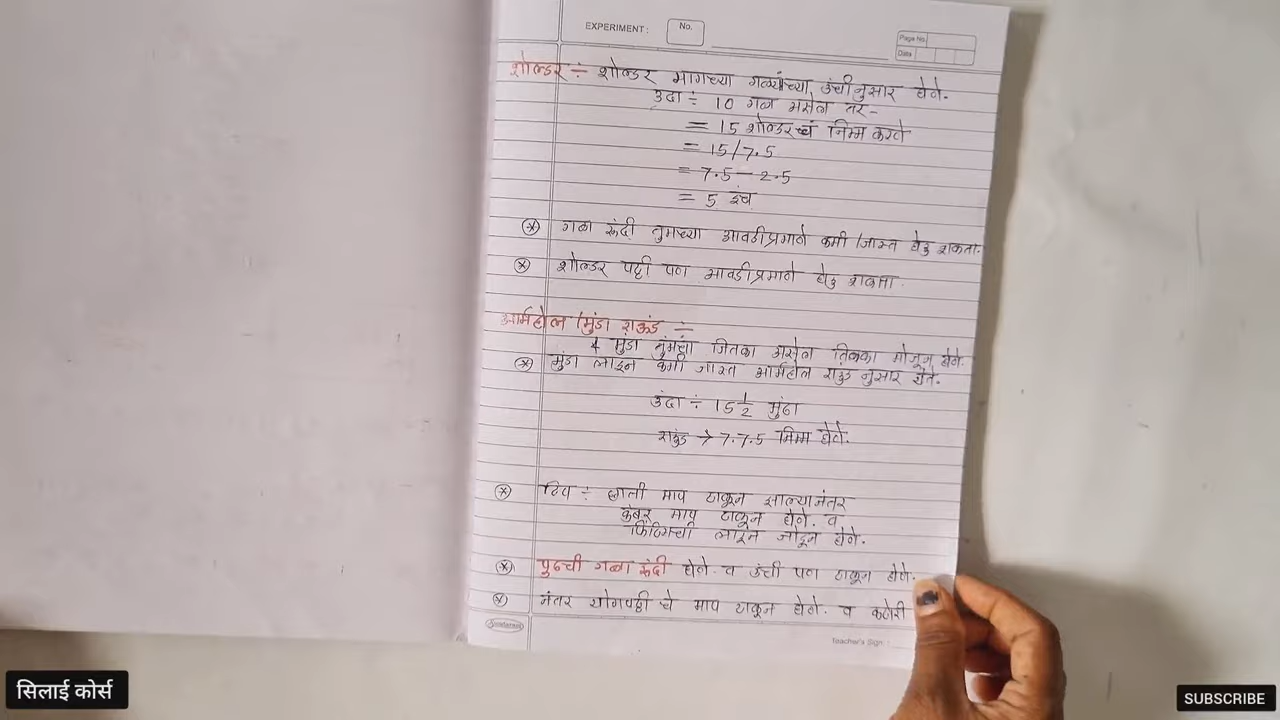 EXPERIMENT :
No.
Page No.
Date
शोल्डर ÷ शोल्डर मागच्या गळ्याच्या उंचीनुसार घेणे.
उदा ÷ 10 गळा असेल तर-
= 15 शोल्डरचं निम्म करणे
= 15/7.5
= 7.5 - 2.5
= 5 इंच
गळा रुंदी तुमच्या आवडीप्रमाणे कमी/जास्त घेऊ शकता.
शोल्डर पट्टी पण आवडीप्रमाणे घेऊ शकता.
आर्महोल/मुंडा राऊंड ÷
मुंडा तुमचा जितका असेल तितका मोजून घेणे.
मुंडा लाइन कमी जास्त आर्महोल राऊंड नुसार घेणे.
उदा ÷ 15 1/2 मुंढा
राऊंड → 7.7.5 निम्म घेणे.
टिप ÷ छाती माप टाकून झाल्यानंतर
कंबर माप टाकून घेणे. व
फिटिंगची लाइन जोडून घेणे.
पुढची गळा रुंदी घेणे व उंची पण टाकून घेणे.
नंतर योगपट्टी चे माप टाकून घेणे. व कटोरी
Sundaram
Teacher's Sign :
सिलाई कोर्स
SUBSCRIBE